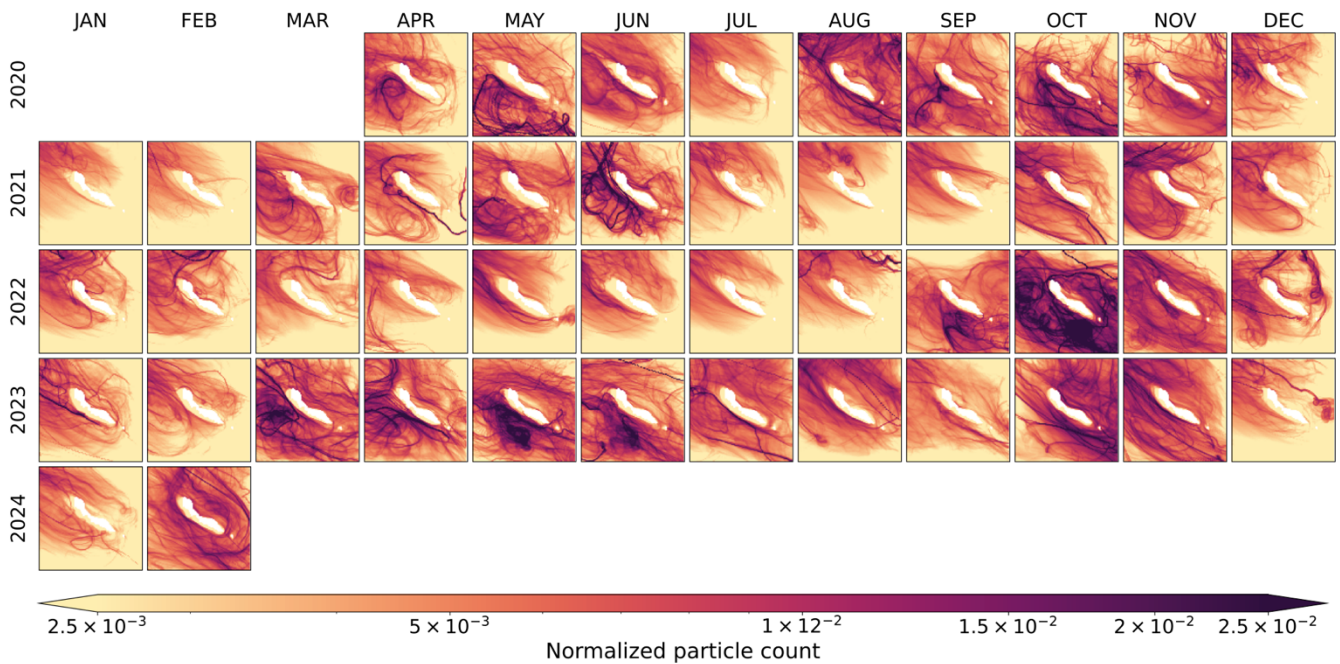 JAN FEB MAR APR MAY JUN JUL AUG SEP OCT NOV DEC
2020
2021
2022
2023
2024
2.5 × 10⁻³ 5 × 10⁻³ 1 × 12⁻² 1.5 × 10⁻² 2 × 10⁻² 2.5 × 10⁻²
Normalized particle count